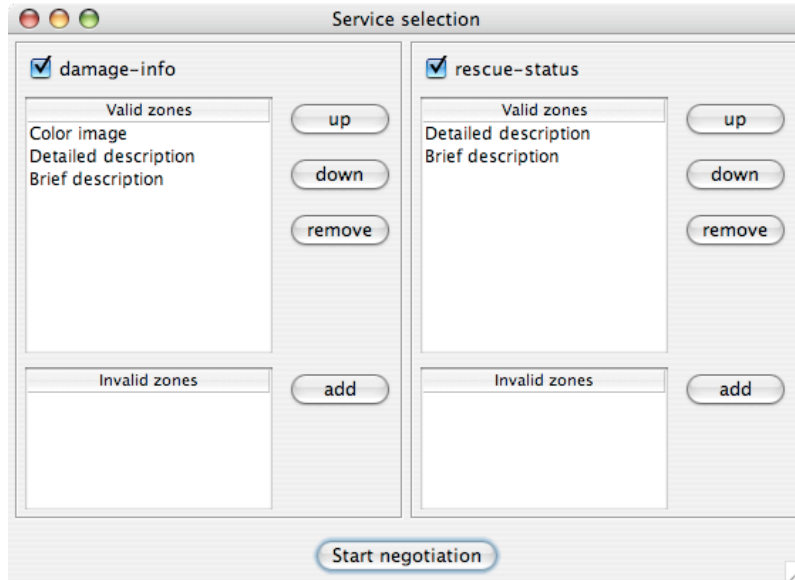 Service selection
damage-info
Valid zones
Color image
Detailed description
Brief description
up
down
remove
Invalid zones
add
rescue-status
Valid zones
Detailed description
Brief description
up
down
remove
Invalid zones
add
Start negotiation